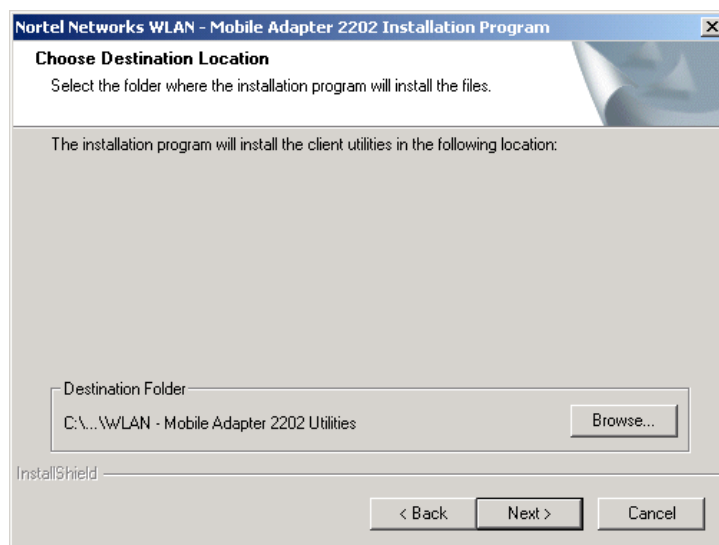 Nortel Networks WLAN - Mobile Adapter 2202 Installation Program
Choose Destination Location
Select the folder where the installation program will install the files.
The installation program will install the client utilities in the following location:
Destination Folder
C:\...\WLAN - Mobile Adapter 2202 Utilities
Browse...
InstallShield
< Back
Next >
Cancel